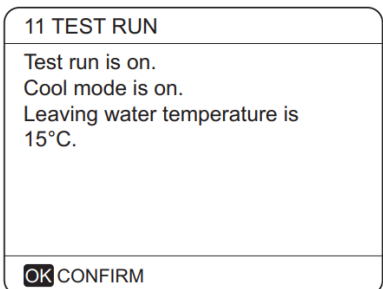 11 TEST RUN
Test run is on.
Cool mode is on.
Leaving water temperature is
15°C.
OK CONFIRM